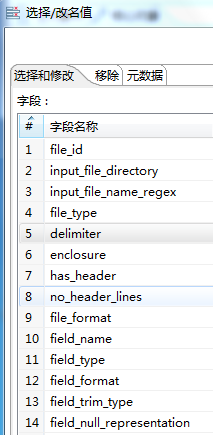 选择/改名值
选择和修改 移除 元数据
字段：
# 字段名称
1 file_id
2 input_file_directory
3 input_file_name_regex
4 file_type
5 delimiter
6 enclosure
7 has_header
8 no_header_lines
9 file_format
10 field_name
11 field_type
12 field_format
13 field_trim_type
14 field_null_representation